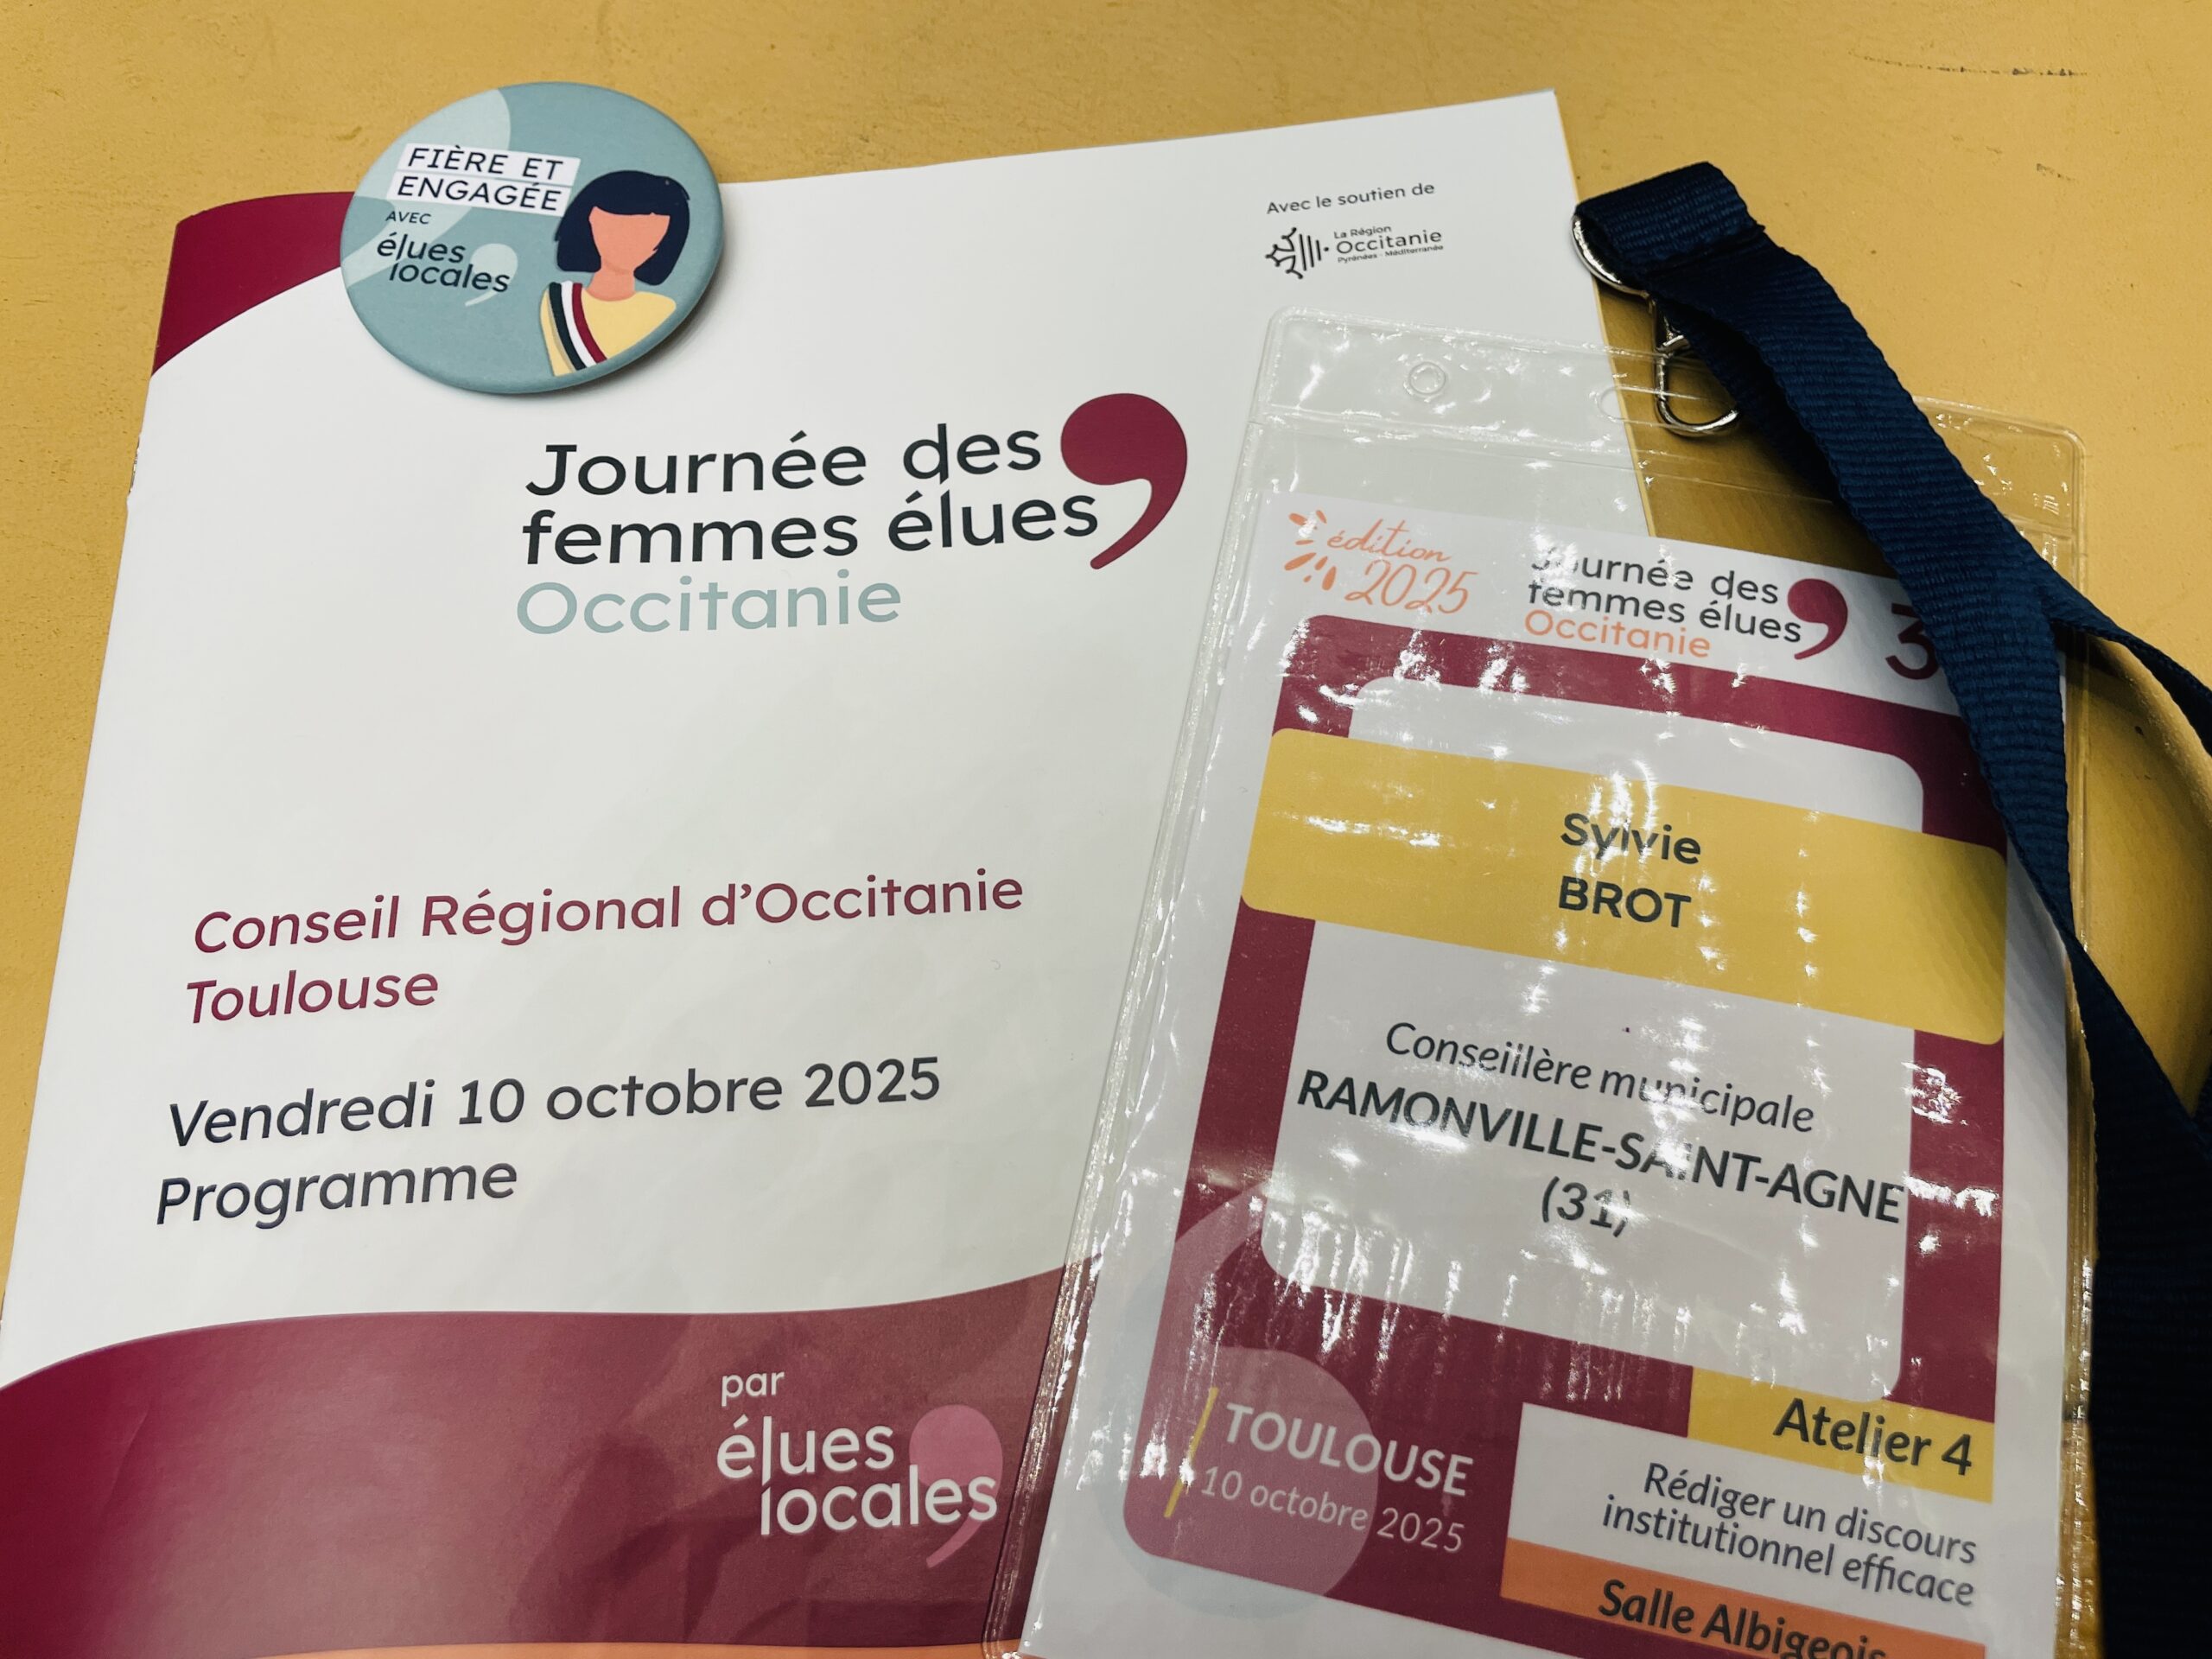 FIÈRE ET
ENGAGÉE
AVEC
élues
locales
Avec le soutien de
La Région
Occitanie
Pyrénées - Méditerranée
Journée des
femmes élues
Occitanie
Conseil Régional d'Occitanie
Toulouse
Vendredi 10 octobre 2025
Programme
par
élues
locales
édition
2025
Journée des
femmes élues
Occitanie
3
Sylvie
BROT
Conseillère municipale
RAMONVILLE-SAINT-AGNE
(31)
TOULOUSE
10 octobre 2025
Atelier 4
Rédiger un discours
institutionnel efficace
Salle Albigeois